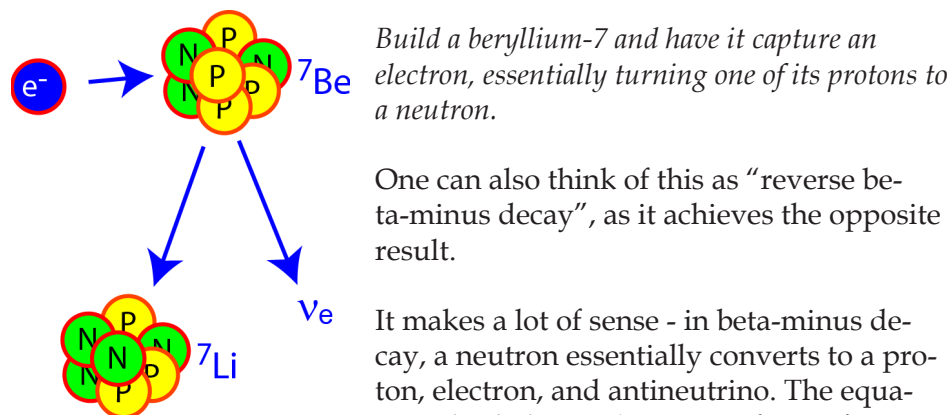 Build a beryllium-7 and have it capture an
electron, essentially turning one of its protons to
a neutron.
One can also think of this as “reverse be-
ta-minus decay”, as it achieves the opposite
result.
It makes a lot of sense - in beta-minus de-
cay, a neutron essentially converts to a pro-
ton, electron, and antineutrino. The equa-
e⁻
P
N
N
P
N
P
P
⁷Be
P
N
N
N
N
P
P
⁷Li
νe